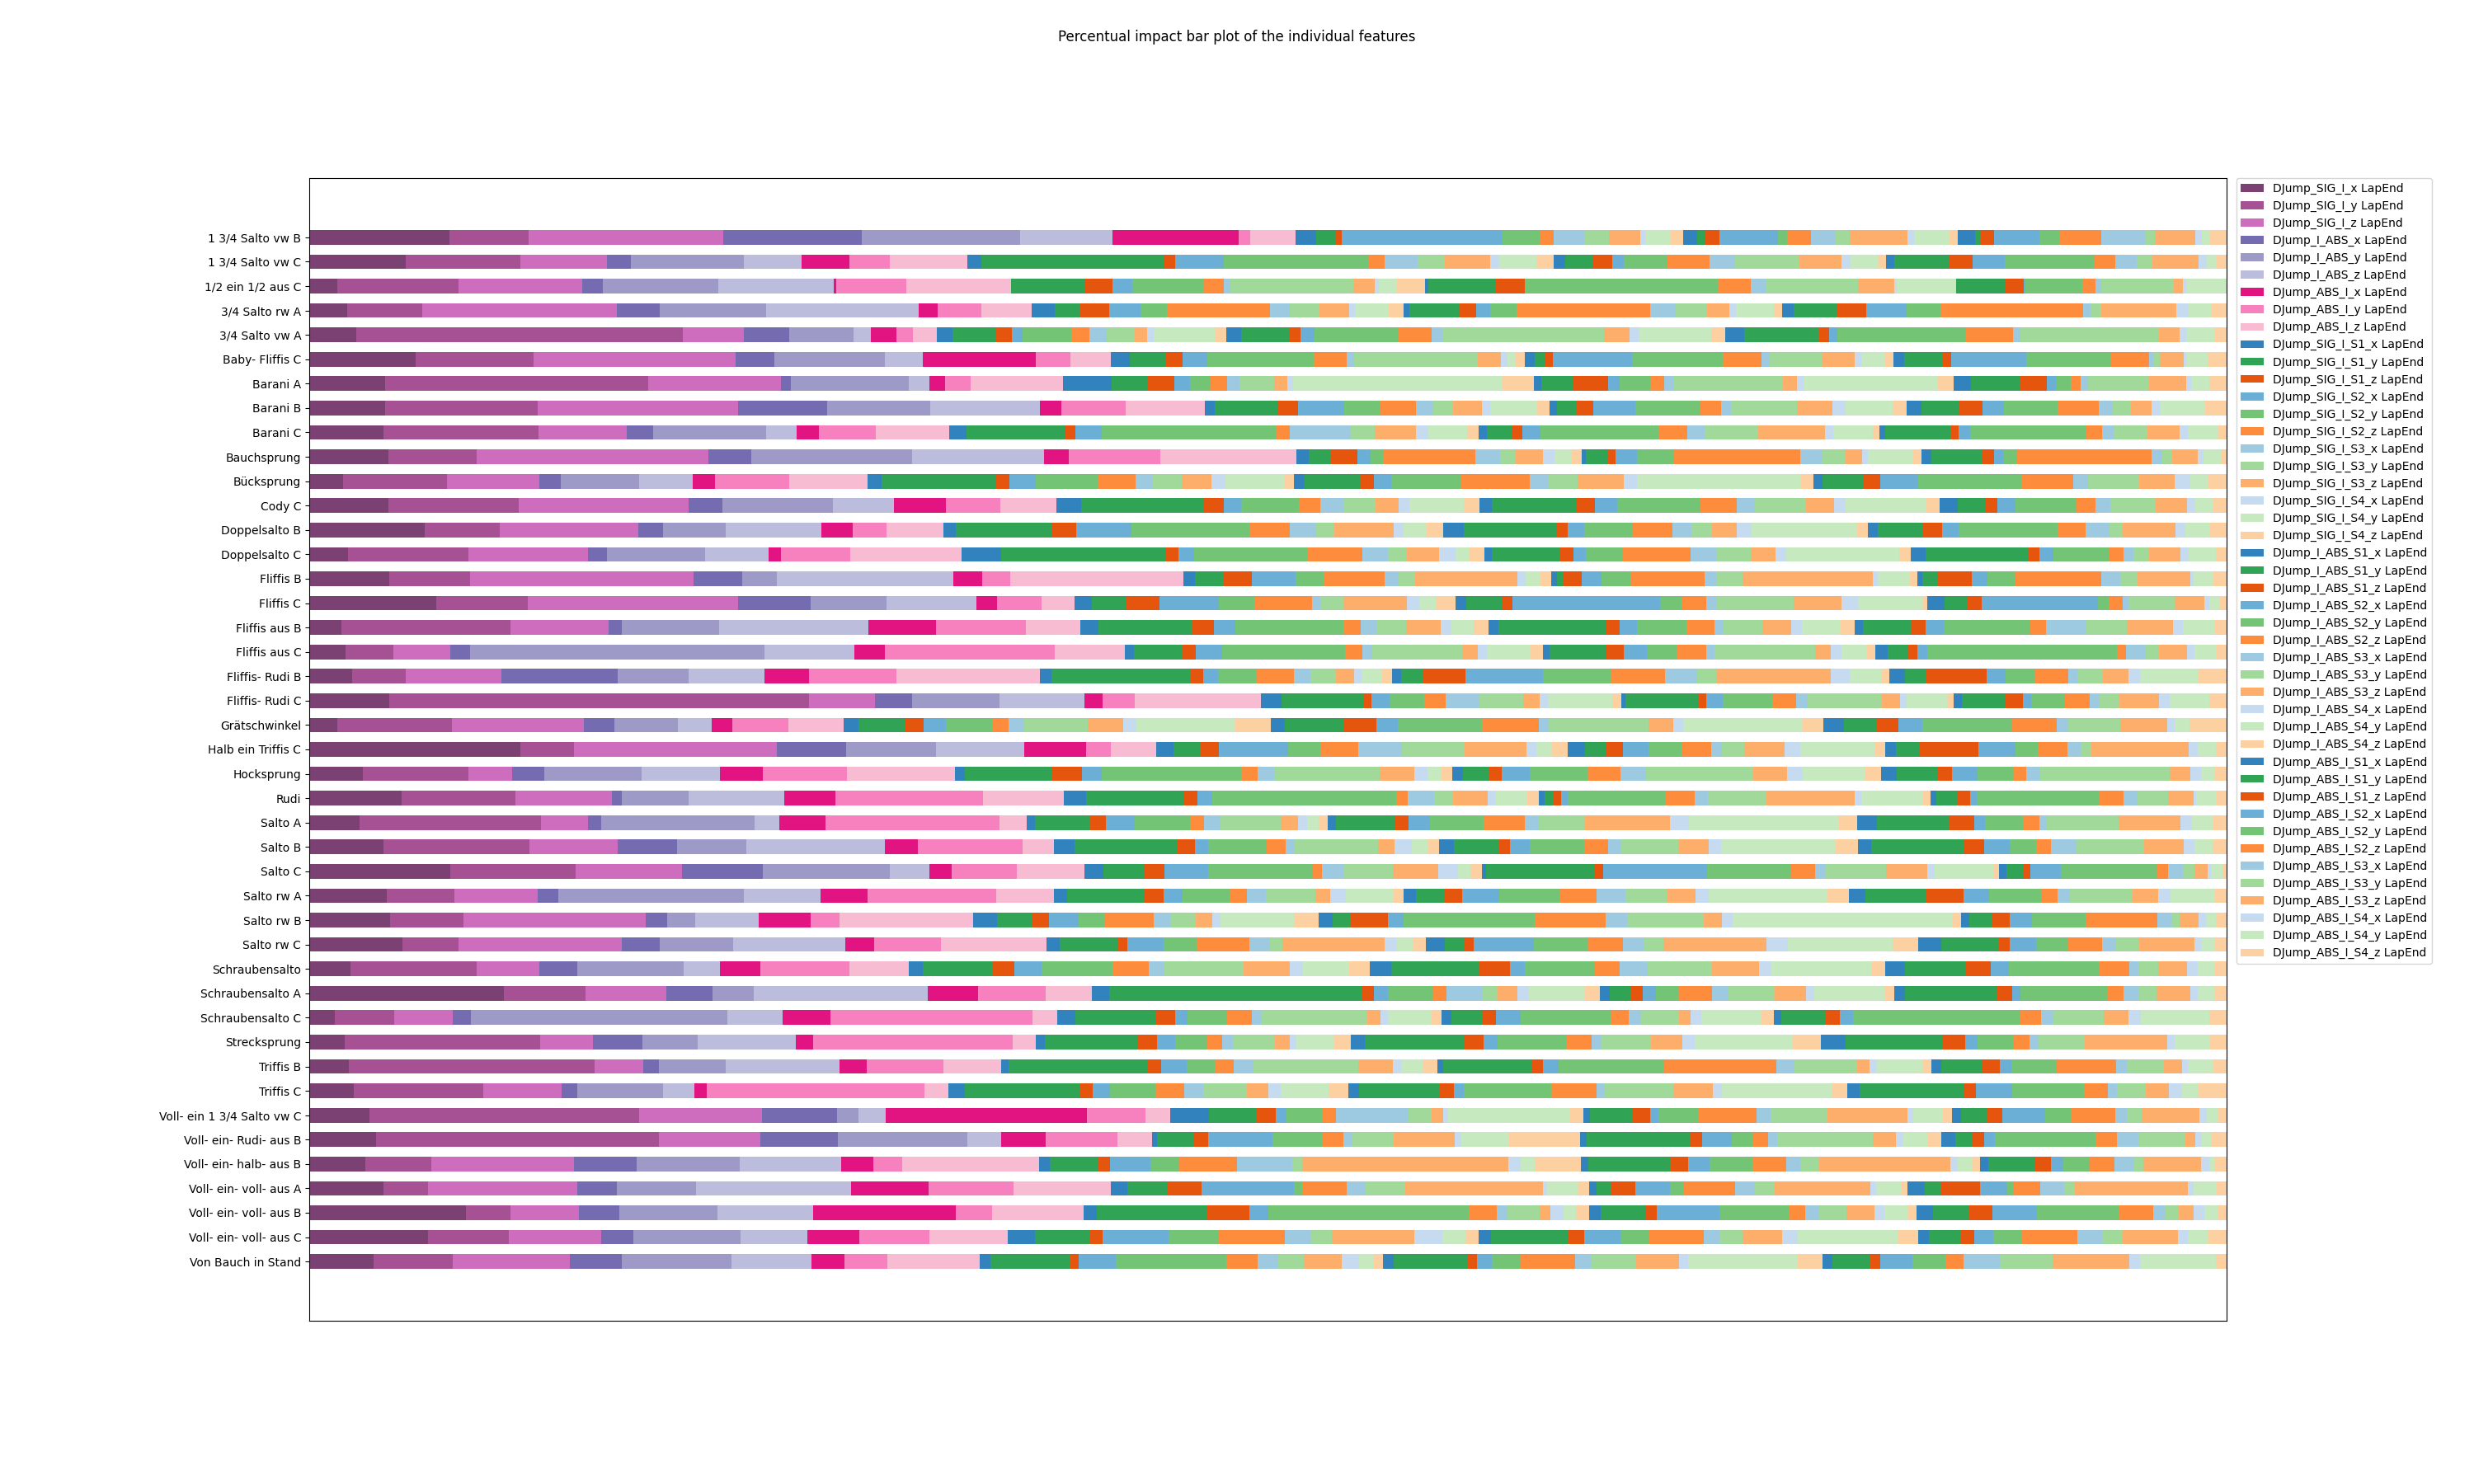 Percentual impact bar plot of the individual features
1 3/4 Salto vw B
1 3/4 Salto vw C
1/2 ein 1/2 aus C
3/4 Salto rw A
3/4 Salto vw A
Baby- Fliffis C
Barani A
Barani B
Barani C
Bauchsprung
Bücksprung
Cody C
Doppelsalto B
Doppelsalto C
Fliffis B
Fliffis C
Fliffis aus B
Fliffis aus C
Fliffis- Rudi B
Fliffis- Rudi C
Grätschwinkel
Halb ein Triffis C
Hocksprung
Rudi
Salto A
Salto B
Salto C
Salto rw A
Salto rw B
Salto rw C
Schraubensalto
Schraubensalto A
Schraubensalto C
Strecksprung
Triffis B
Triffis C
Voll- ein 1 3/4 Salto vw C
Voll- ein- Rudi- aus B
Voll- ein- halb- aus B
Voll- ein- voll- aus A
Voll- ein- voll- aus B
Voll- ein- voll- aus C
Von Bauch in Stand
DJump_SIG_I_x LapEnd
DJump_SIG_I_y LapEnd
DJump_SIG_I_z LapEnd
DJump_I_ABS_x LapEnd
DJump_I_ABS_y LapEnd
DJump_I_ABS_z LapEnd
DJump_ABS_I_x LapEnd
DJump_ABS_I_y LapEnd
DJump_ABS_I_z LapEnd
DJump_SIG_I_S1_x LapEnd
DJump_SIG_I_S1_y LapEnd
DJump_SIG_I_S1_z LapEnd
DJump_SIG_I_S2_x LapEnd
DJump_SIG_I_S2_y LapEnd
DJump_SIG_I_S2_z LapEnd
DJump_SIG_I_S3_x LapEnd
DJump_SIG_I_S3_y LapEnd
DJump_SIG_I_S3_z LapEnd
DJump_SIG_I_S4_x LapEnd
DJump_SIG_I_S4_y LapEnd
DJump_SIG_I_S4_z LapEnd
DJump_I_ABS_S1_x LapEnd
DJump_I_ABS_S1_y LapEnd
DJump_I_ABS_S1_z LapEnd
DJump_I_ABS_S2_x LapEnd
DJump_I_ABS_S2_y LapEnd
DJump_I_ABS_S2_z LapEnd
DJump_I_ABS_S3_x LapEnd
DJump_I_ABS_S3_y LapEnd
DJump_I_ABS_S3_z LapEnd
DJump_I_ABS_S4_x LapEnd
DJump_I_ABS_S4_y LapEnd
DJump_I_ABS_S4_z LapEnd
DJump_ABS_I_S1_x LapEnd
DJump_ABS_I_S1_y LapEnd
DJump_ABS_I_S1_z LapEnd
DJump_ABS_I_S2_x LapEnd
DJump_ABS_I_S2_y LapEnd
DJump_ABS_I_S2_z LapEnd
DJump_ABS_I_S3_x LapEnd
DJump_ABS_I_S3_y LapEnd
DJump_ABS_I_S3_z LapEnd
DJump_ABS_I_S4_x LapEnd
DJump_ABS_I_S4_y LapEnd
DJump_ABS_I_S4_z LapEnd